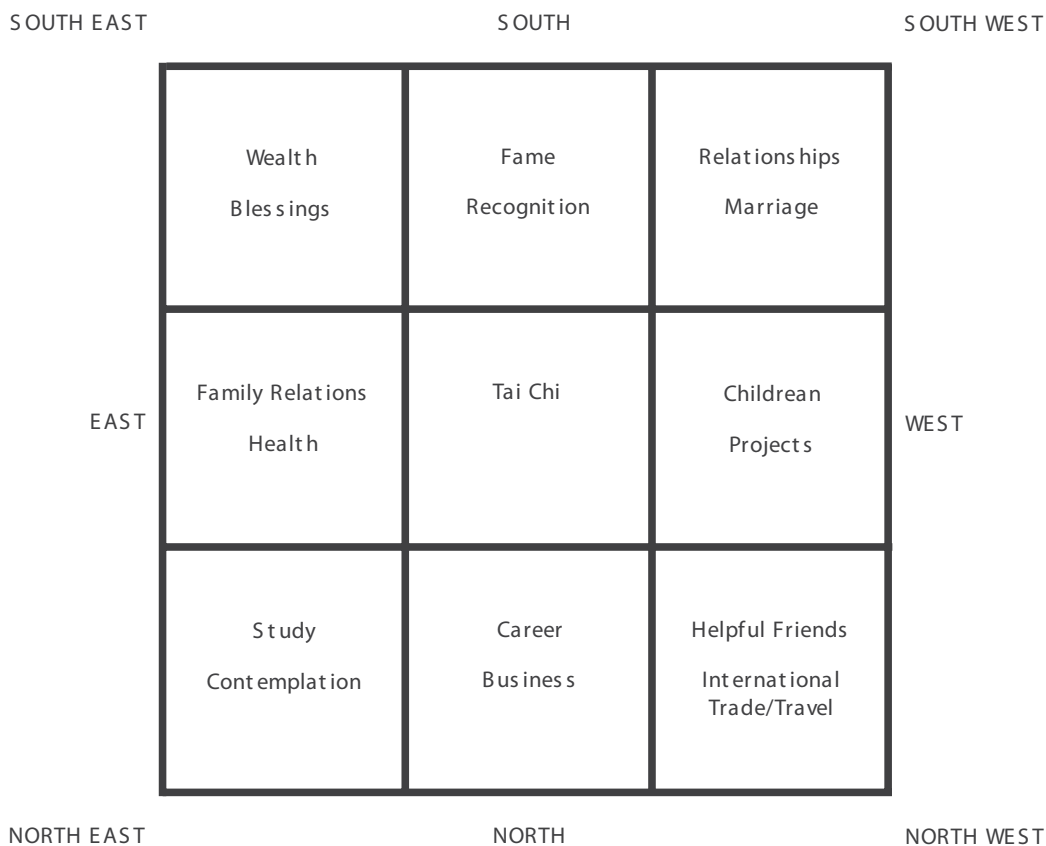 SOUTH EAST SOUTH SOUTH WEST
Wealth Fame Relationships
Blessings Recognition Marriage
Family Relations Tai Chi Childrean
EAST WEST
Health Projects
Study Career Helpful Friends
Contemplation Business International
Trade/Travel
NORTH EAST NORTH NORTH WEST